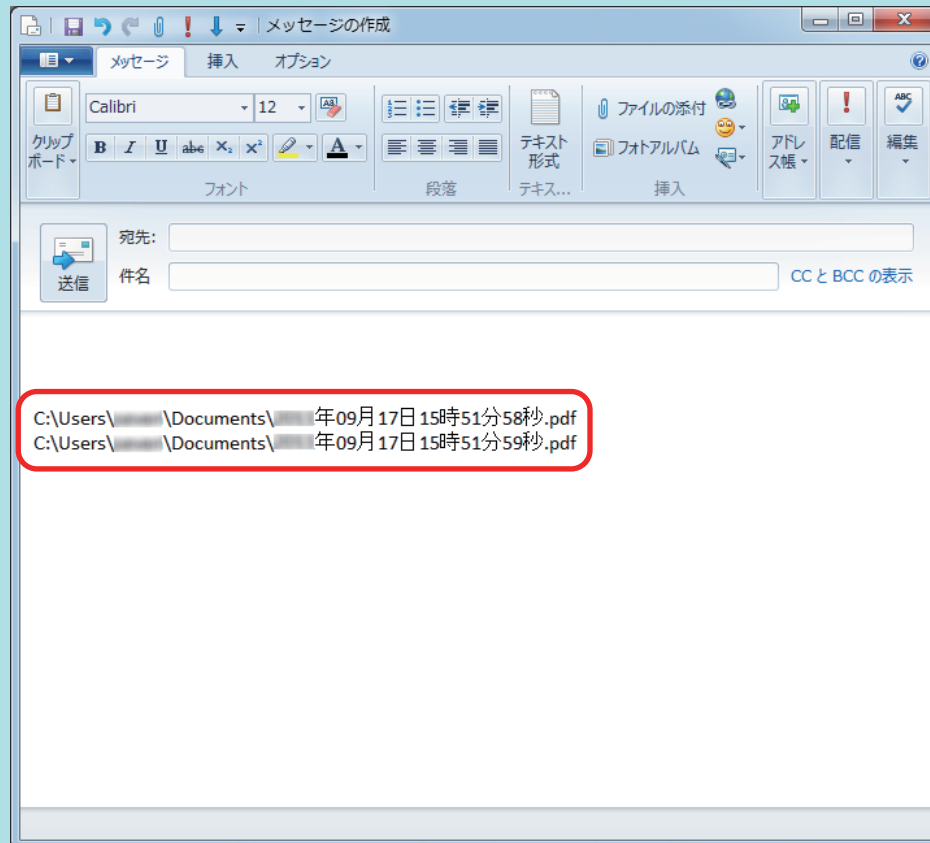 メッセージの作成
メッセージ 挿入 オプション
Calibri 12
クリップボード
B I U abc X₂ X² A
テキスト形式
ファイルの添付
フォトアルバム
アドレス帳
配信
ABC
編集
フォント 段落 テキス... 挿入
宛先:
送信
件名
CC と BCC の表示
C:\Users\ \Documents\ 年09月17日15時51分58秒.pdf
C:\Users\ \Documents\ 年09月17日15時51分59秒.pdf